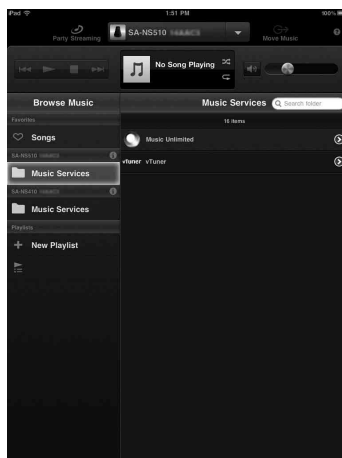 iPad 1:51 PM 100%
Party Streaming SA-NS510 Move Music
No Song Playing
Browse Music Music Services Search folder
Favorites 16 items
Songs Music Unlimited
SA-NS510
Music Services vTuner vTuner
SA-NS410
Music Services
Playlists
New Playlist